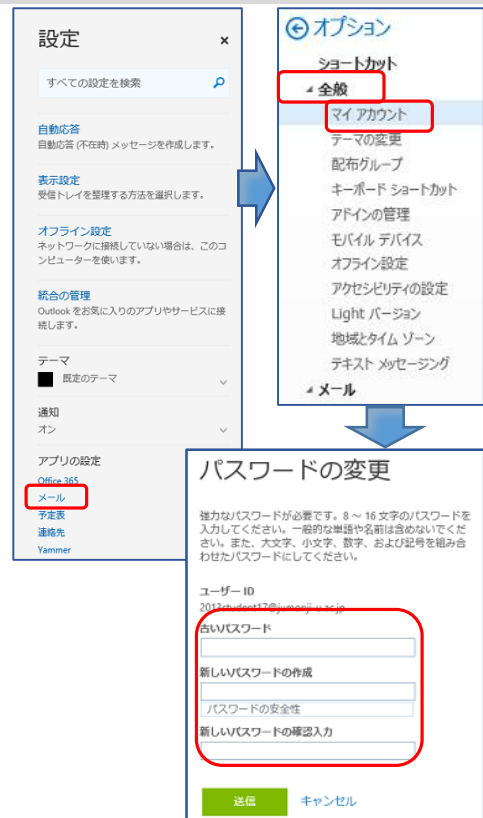 設定
×
すべての設定を検索
自動応答
自動応答 (不在時) メッセージを作成します。
表示設定
受信トレイを整理する方法を選択します。
オフライン設定
ネットワークに接続していない場合は、このコ
ンピューターを使います。
統合の管理
Outlook をお気に入りのアプリやサービスに接
続します。
テーマ
既定のテーマ
通知
オン
アプリの設定
Office 365
メール
予定表
連絡先
Yammer
オプション
ショートカット
全般
マイ アカウント
テーマの変更
配布グループ
キーボード ショートカット
アドインの管理
モバイル デバイス
オフライン設定
アクセシビリティの設定
Light バージョン
地域とタイム ゾーン
テキスト メッセージング
メール
パスワードの変更
強力なパスワードが必要です。8 ～ 16 文字のパスワードを
入力してください。一般的な単語や名前は含めないでくだ
さい。また、大文字、小文字、数字、および記号を組み合
わせたパスワードにしてください。
ユーザー ID
2013student17@jumonji-u.ac.jp
古いパスワード
新しいパスワードの作成
パスワードの安全性
新しいパスワードの確認入力
送信
キャンセル